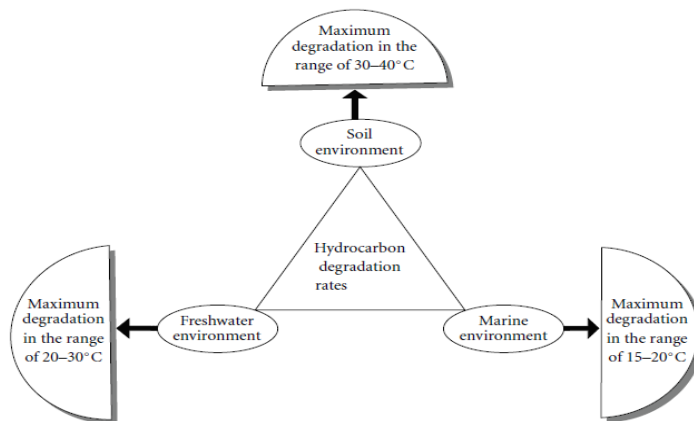 Maximum
degradation in the
range of 30–40°C
Soil
environment
Hydrocarbon
degradation
rates
Maximum
degradation
in the range
of 20–30°C
Freshwater
environment
Marine
environment
Maximum
degradation
in the range
of 15–20°C